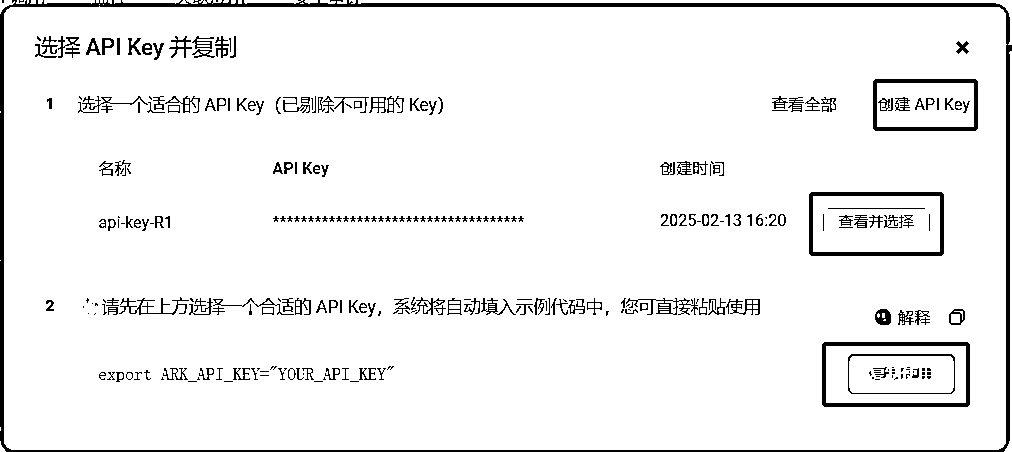 选择 API Key 并复制
1 选择一个适合的 API Key（已剔除不可用的 Key） 查看全部 创建 API Key
名称 API Key 创建时间
api-key-R1 ************************************ 2025-02-13 16:20 查看并选择
2 请先在上方选择一个合适的 API Key，系统将自动填入示例代码中，您可直接粘贴使用
解释
export ARK_API_KEY="YOUR_API_KEY"